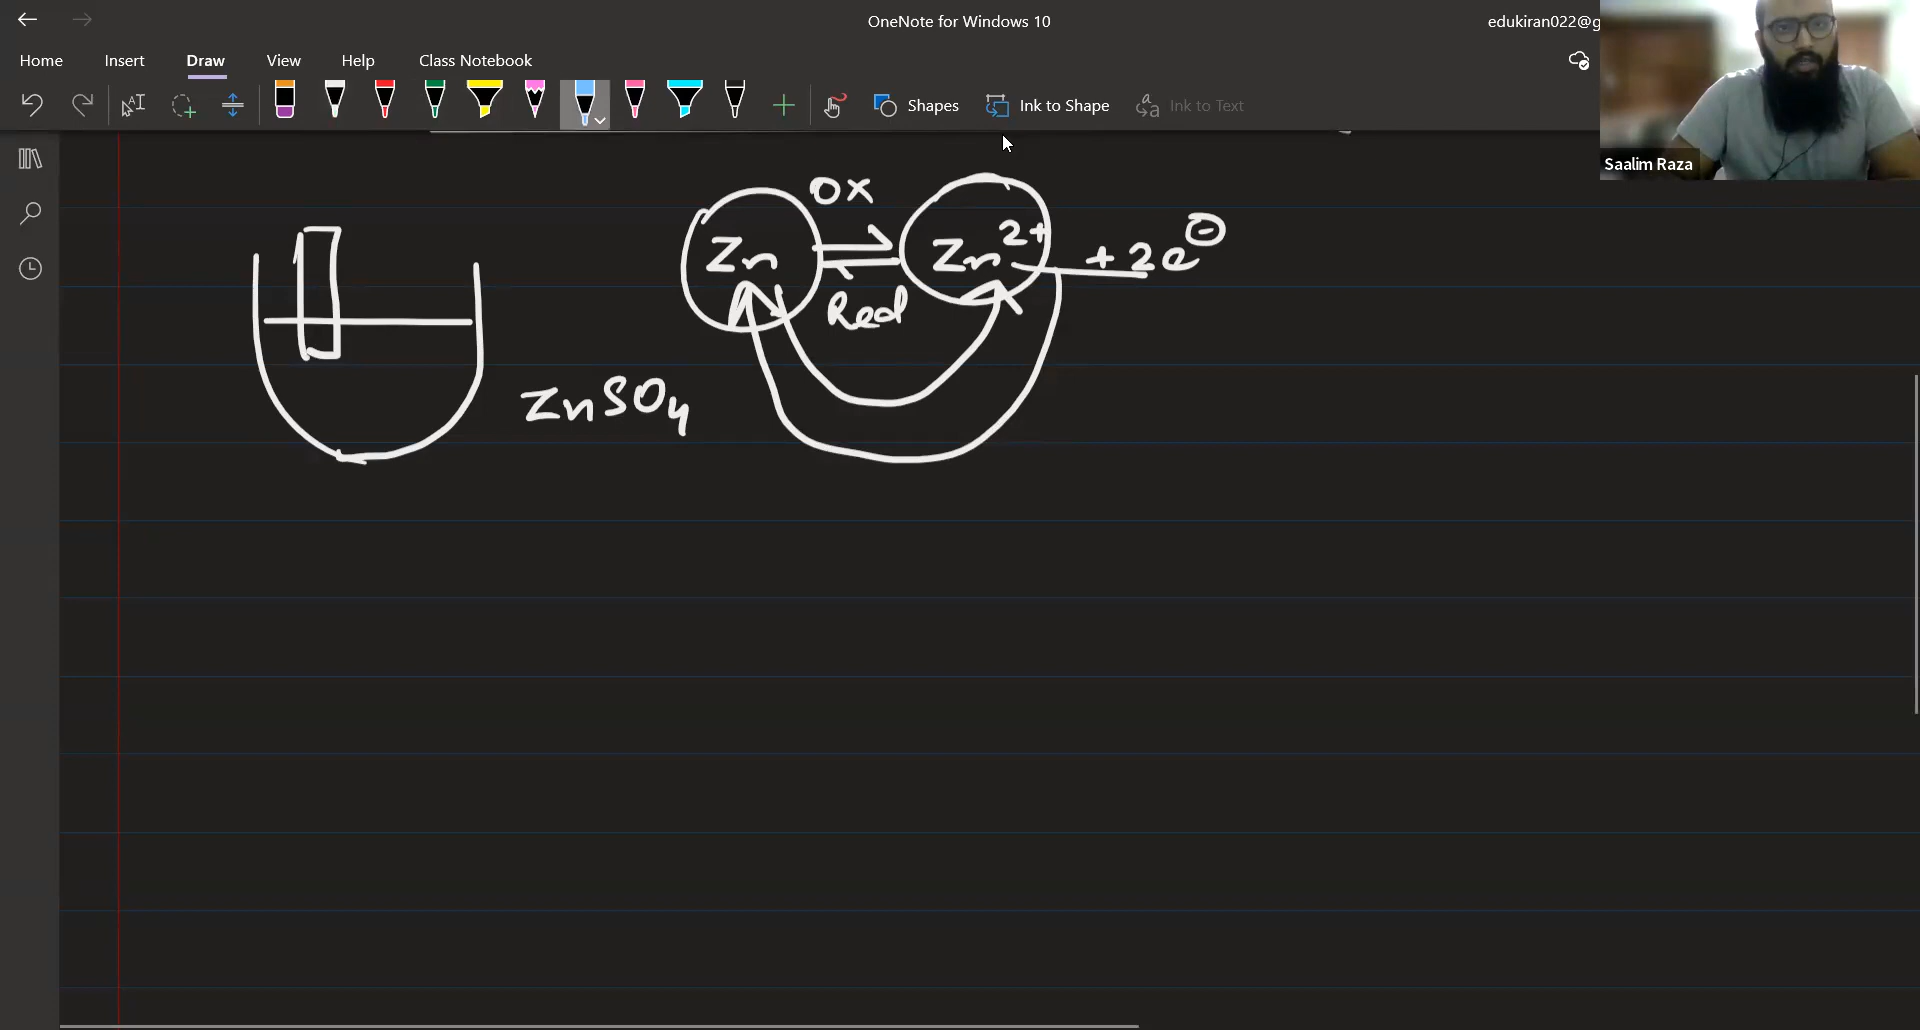 OneNote for Windows 10
edukiran022@g
Home Insert Draw View Help Class Notebook
Shapes Ink to Shape Ink to Text
Saalim Raza
Ox
Zn ⇌ Zn²⁺ + 2e⊖
Red
ZnSO₄